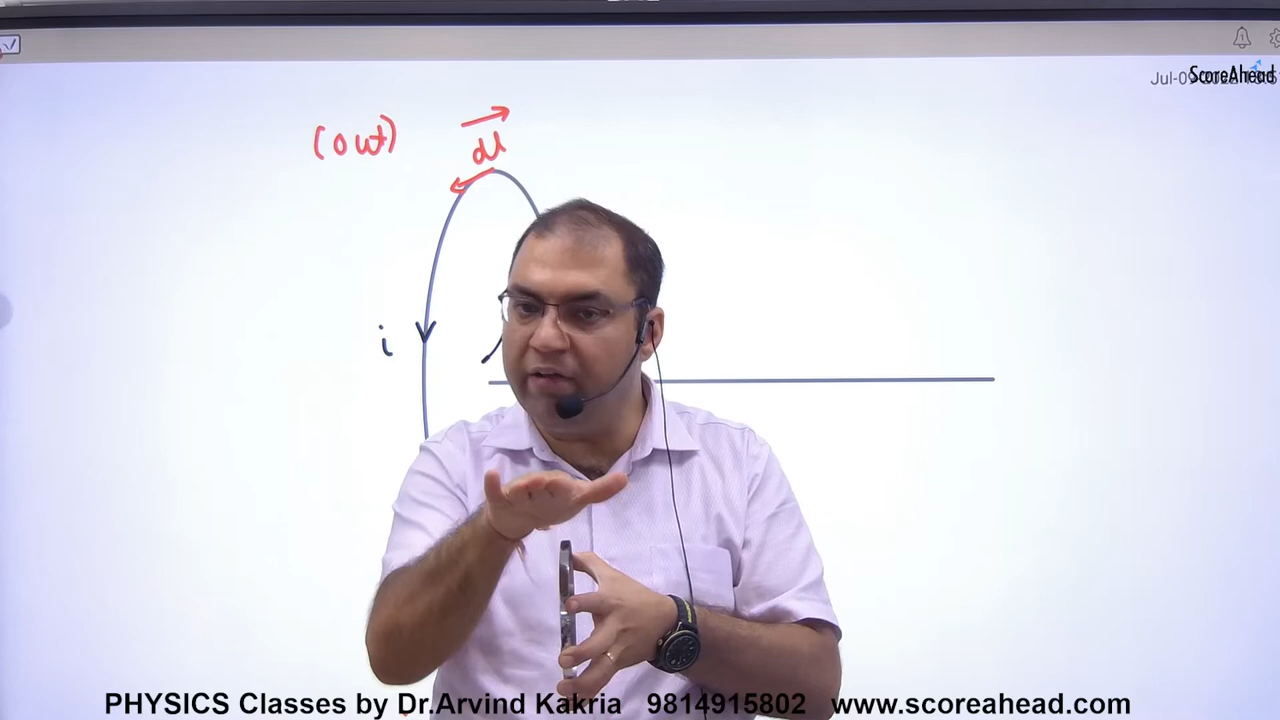 ScoreAhead
(out)
dl
i
PHYSICS Classes by Dr.Arvind Kakria 9814915802 www.scoreahead.com